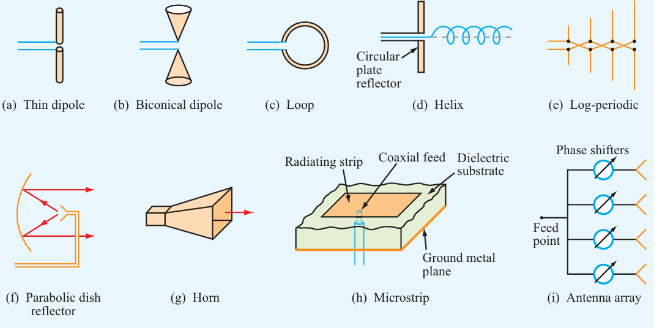 Circular
plate
reflector
(a) Thin dipole
(b) Biconical dipole
(c) Loop
(d) Helix
(e) Log-periodic
Radiating strip
Coaxial feed
Dielectric
substrate
Ground metal
plane
Phase shifters
Feed
point
(f) Parabolic dish
reflector
(g) Horn
(h) Microstrip
(i) Antenna array